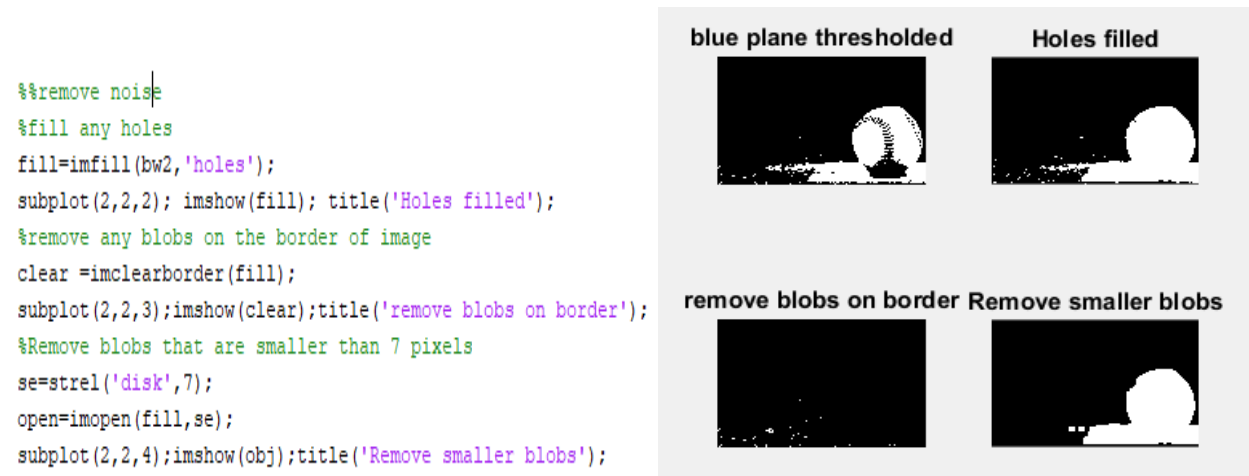 %%remove noise
%fill any holes
fill=imfill(bw2,'holes');
subplot(2,2,2); imshow(fill); title('Holes filled');
%remove any blobs on the border of image
clear =imclearborder(fill);
subplot(2,2,3);imshow(clear);title('remove blobs on border');
%Remove blobs that are smaller than 7 pixels
se=strel('disk',7);
open=imopen(fill,se);
subplot(2,2,4);imshow(obj);title('Remove smaller blobs');
blue plane thresholded
Holes filled
remove blobs on border
Remove smaller blobs